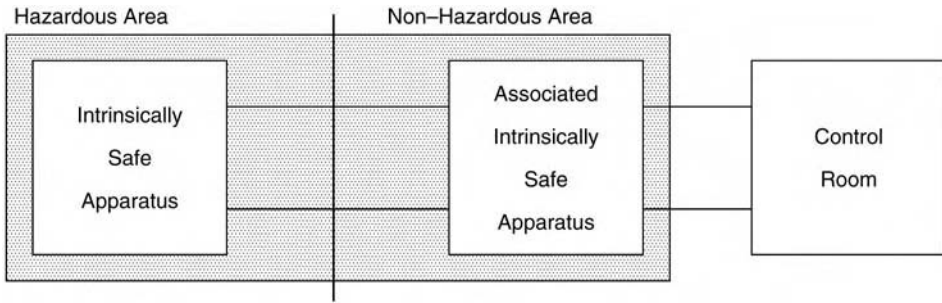 Hazardous Area
Non–Hazardous Area
Intrinsically
Safe
Apparatus
Associated
Intrinsically
Safe
Apparatus
Control
Room